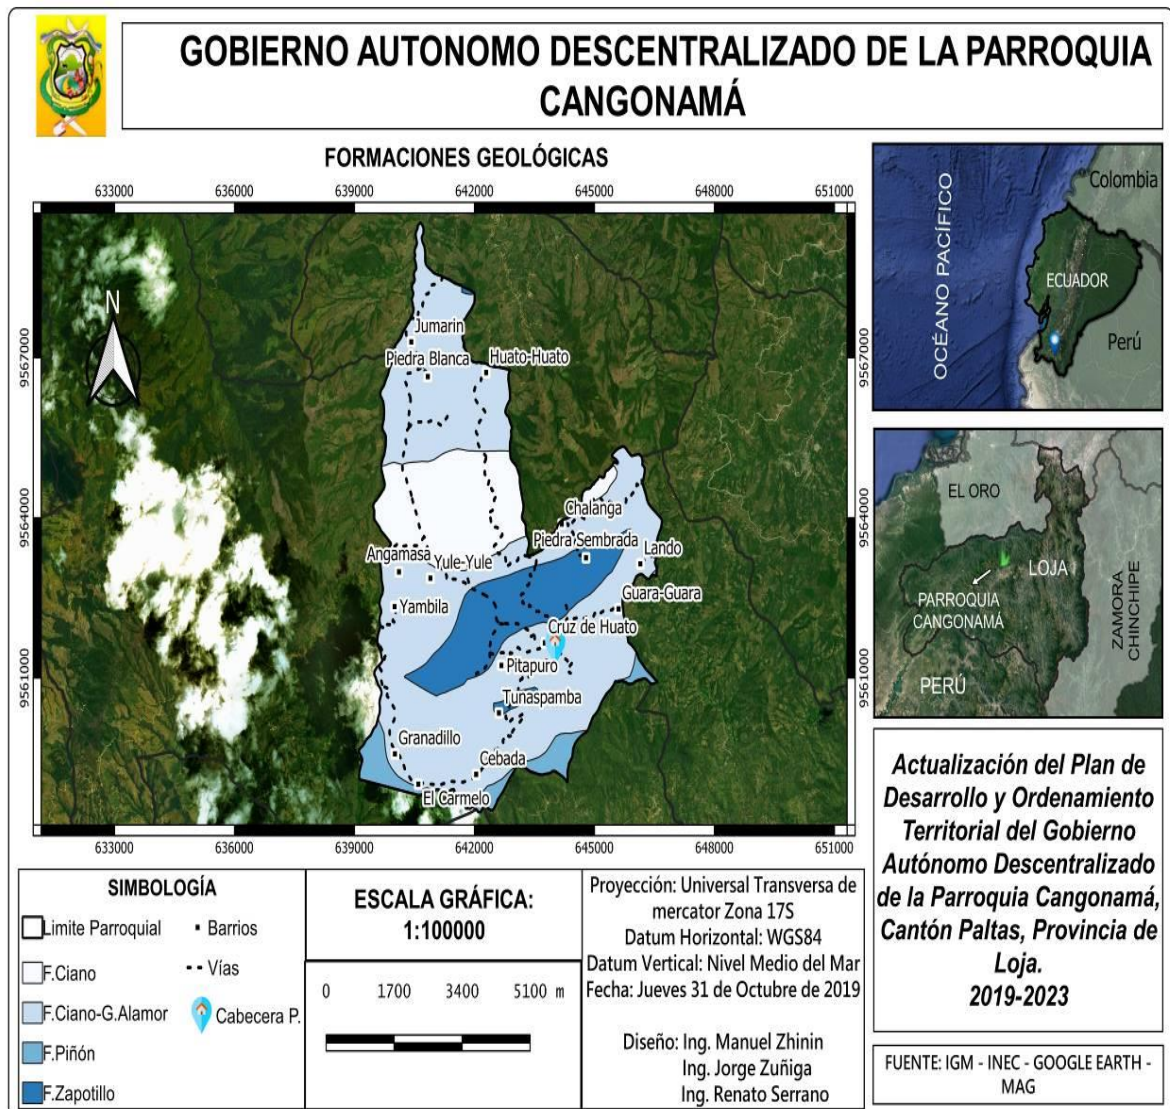 GOBIERNO AUTONOMO DESCENTRALIZADO DE LA PARROQUIA
CANGONAMÁ
FORMACIONES GEOLÓGICAS
633000 636000 639000 642000 645000 648000 651000
N
9567000
9564000
9561000
Jumarin
Piedra Blanca
Huato-Huato
Chalanga
Piedra Sembrada
Lando
Angamasa
Yule-Yule
Guara-Guara
Yambila
Cruz de Huato
Pitapuro
Tunaspamba
Granadillo
Cebada
El Carmelo
9567000
9564000
9561000
633000 636000 639000 642000 645000 648000 651000
OCÉANO PACÍFICO
Colombia
ECUADOR
Perú
EL ORO
LOJA
PARROQUIA
CANGONAMÁ
ZAMORA
CHINCHIPE
PERÚ
SIMBOLOGÍA
Limite Parroquial
Barrios
F.Ciano
Vías
F.Ciano-G.Alamor
Cabecera P.
F.Piñón
F.Zapotillo
ESCALA GRÁFICA:
1:100000
0 1700 3400 5100 m
Proyección: Universal Transversa de
mercator Zona 17S
Datum Horizontal: WGS84
Datum Vertical: Nivel Medio del Mar
Fecha: Jueves 31 de Octubre de 2019
Diseño: Ing. Manuel Zhinin
Ing. Jorge Zuñiga
Ing. Renato Serrano
Actualización del Plan de
Desarrollo y Ordenamiento
Territorial del Gobierno
Autónomo Descentralizado
de la Parroquia Cangonamá,
Cantón Paltas, Provincia de
Loja.
2019-2023
FUENTE: IGM - INEC - GOOGLE EARTH -
MAG